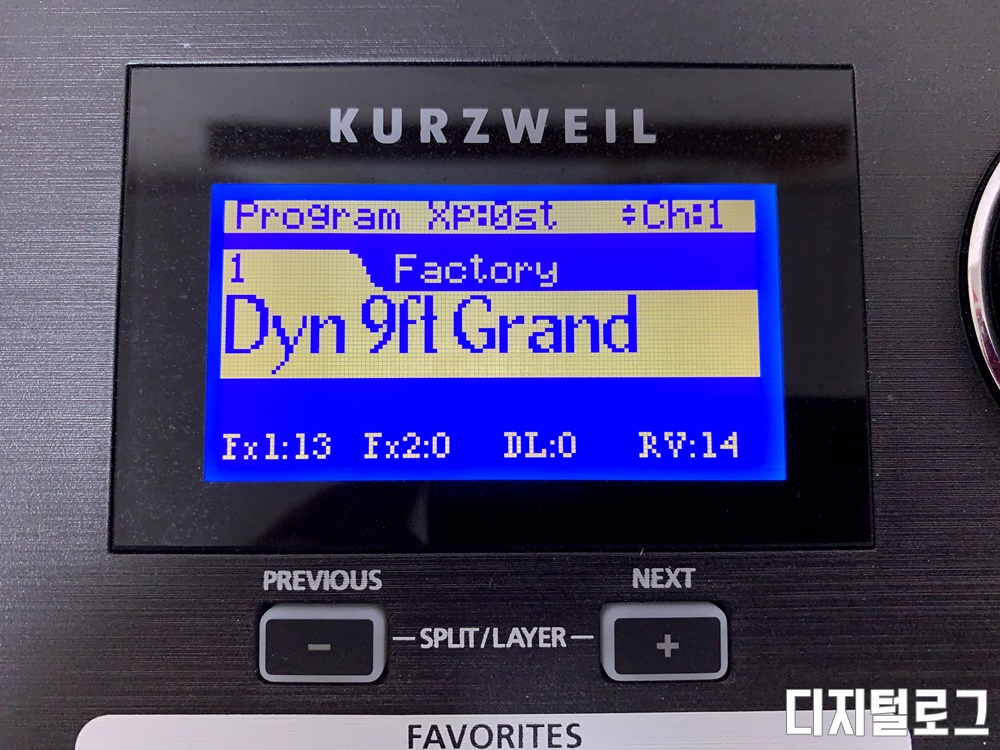 KURZWEIL
Program Xp:0st ÷Ch:1
1 Factory
Dyn 9ft Grand
Fx1:13 Fx2:0 DL:0 RV:14
PREVIOUS NEXT
- SPLIT/LAYER +
FAVORITES
디지털로그